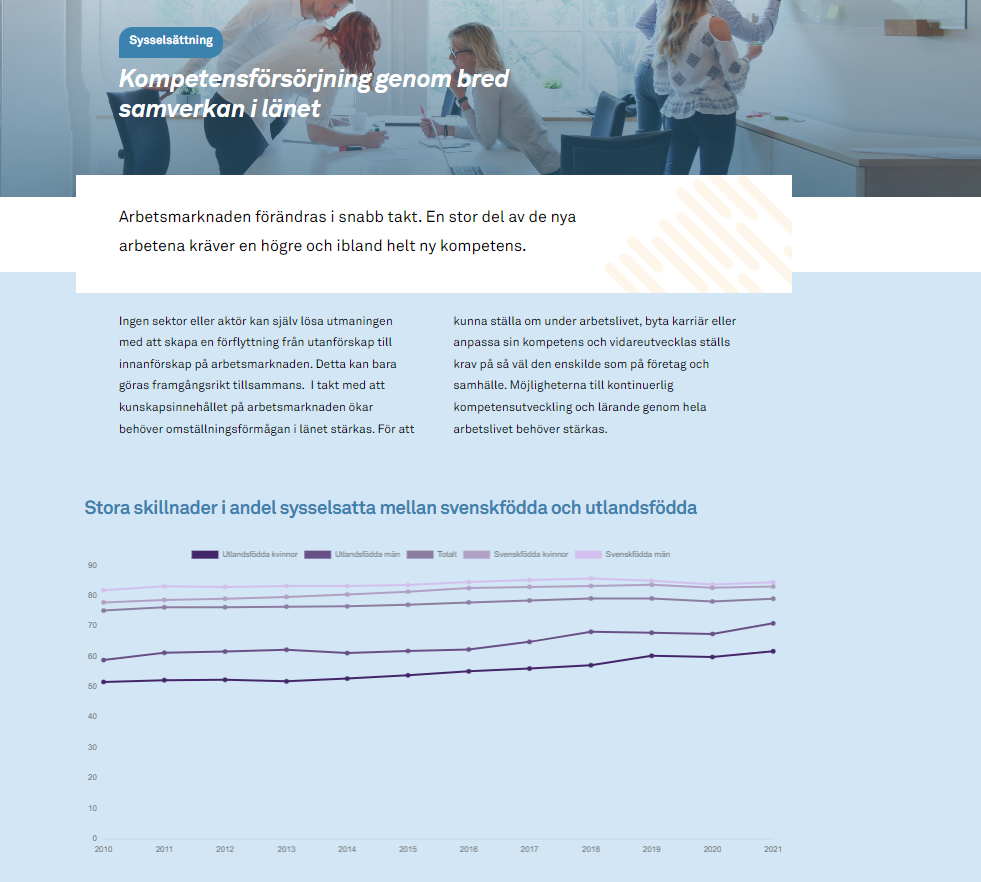 Sysselsättning
Kompetensförsörjning genom bred
samverkan i länet
Arbetsmarknaden förändras i snabb takt. En stor del av de nya
arbetena kräver en högre och ibland helt ny kompetens.
Ingen sektor eller aktör kan själv lösa utmaningen
med att skapa en förflyttning från utanförskap till
innanförskap på arbetsmarknaden. Detta kan bara
göras framgångsrikt tillsammans.  I takt med att
kunskapsinnehållet på arbetsmarknaden ökar
behöver omställningsförmågan i länet stärkas. För att
kunna ställa om under arbetslivet, byta karriär eller
anpassa sin kompetens och vidareutvecklas ställs
krav på så väl den enskilde som på företag och
samhälle. Möjligheterna till kontinuerlig
kompetensutveckling och lärande genom hela
arbetslivet behöver stärkas.
Stora skillnader i andel sysselsatta mellan svenskfödda och utlandsfödda
Utlandsfödda kvinnor Utlandsfödda män Totalt Svenskfödda kvinnor Svenskfödda män
90
80
70
60
50
40
30
20
10
0
2010 2011 2012 2013 2014 2015 2016 2017 2018 2019 2020 2021